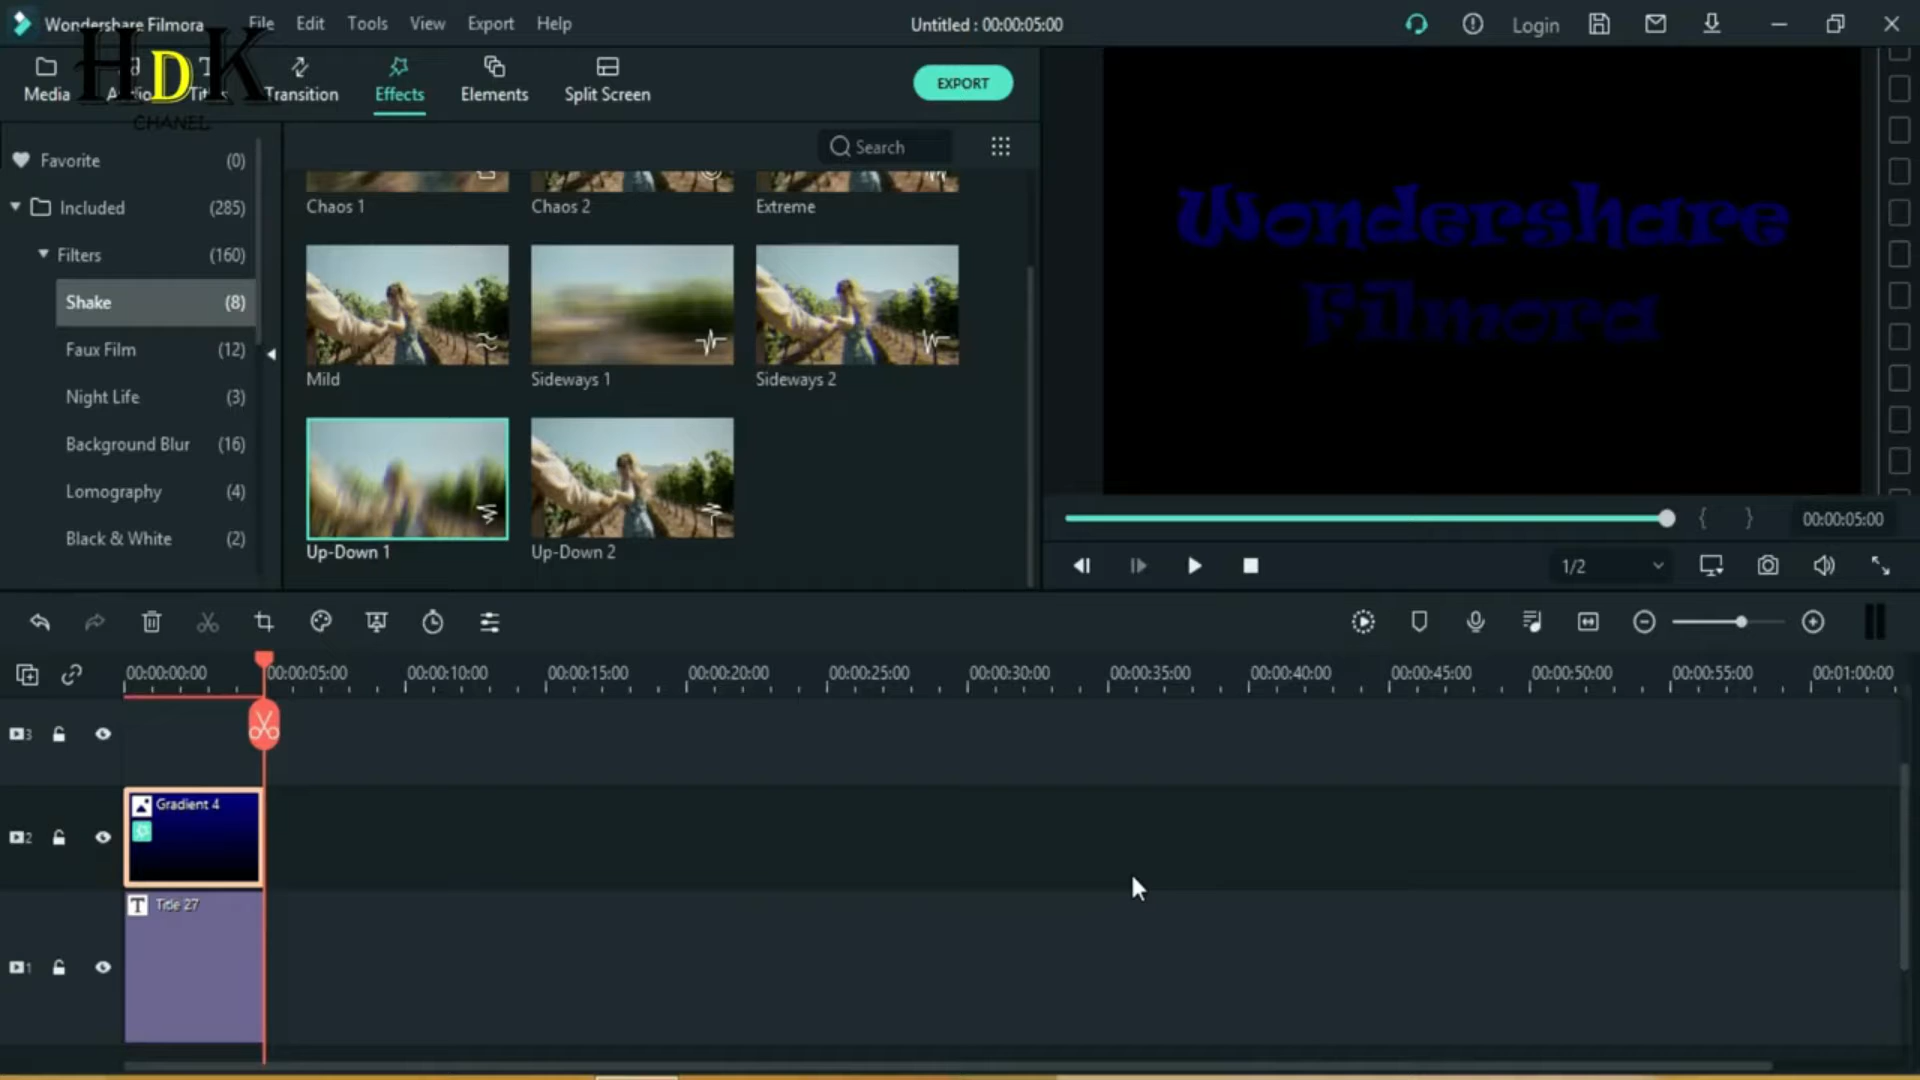 Wondershare Filmora
File
Edit
Tools
View
Export
Help
Untitled : 00:00:05:00
Login
HDK
CHANEL
Media
Audio
Titles
Transition
Effects
Elements
Split Screen
EXPORT
Favorite (0)
Included (285)
Filters (160)
Shake (8)
Faux Film (12)
Night Life (3)
Background Blur (16)
Lomography (4)
Black & White (2)
Search
Chaos 1
Chaos 2
Extreme
Mild
Sideways 1
Sideways 2
Up-Down 1
Up-Down 2
Wondershare
Filmora
00:00:05:00
1/2
00:00:00:00
00:00:05:00
00:00:10:00
00:00:15:00
00:00:20:00
00:00:25:00
00:00:30:00
00:00:35:00
00:00:40:00
00:00:45:00
00:00:50:00
00:00:55:00
00:01:00:00
3
Gradient 4
2
T Title 27
1